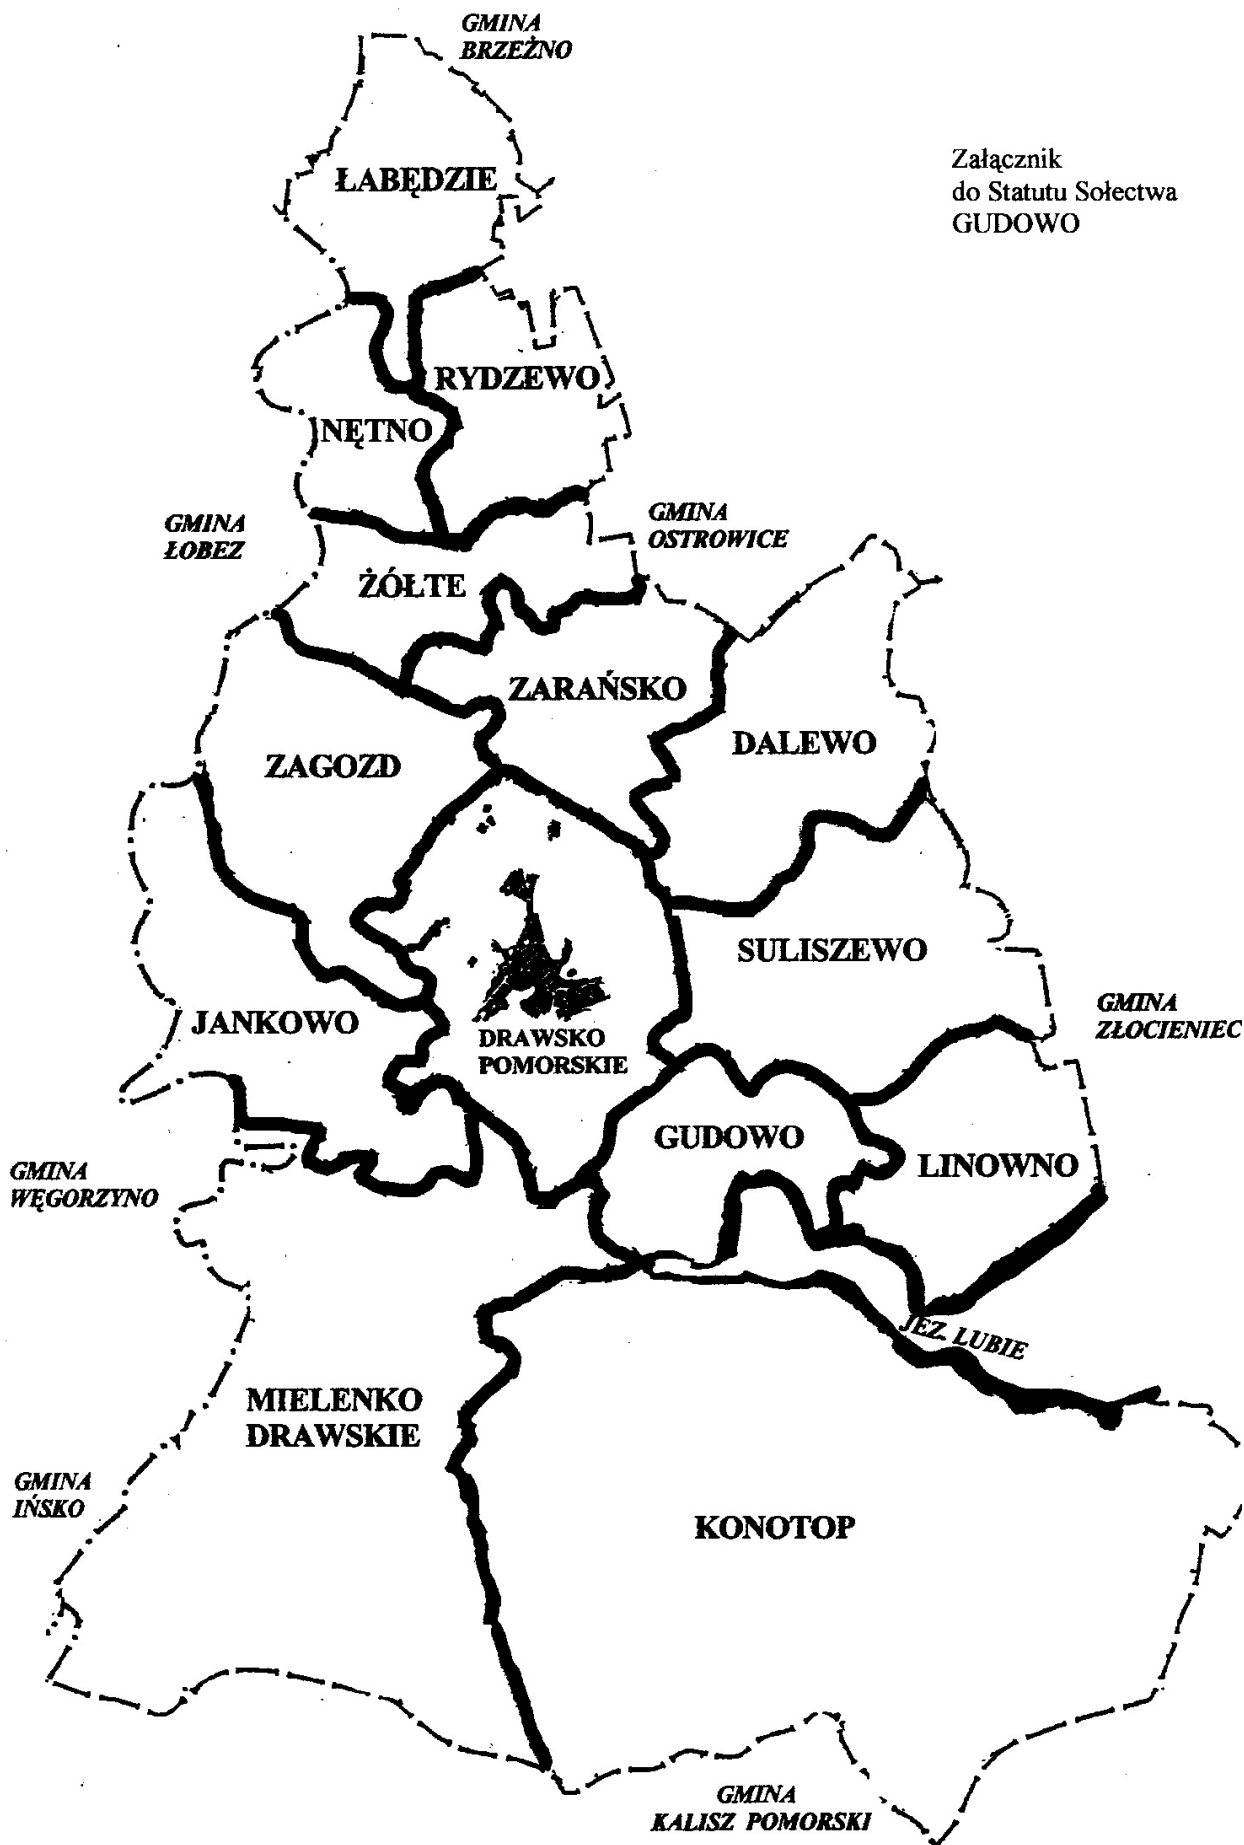 GMINA
BRZEŻNO
Załącznik
do Statutu Sołectwa
GUDOWO
ŁABĘDZIE
RYDZEWO
NĘTNO
GMINA
ŁOBEZ
GMINA
OSTROWICE
ŻÓŁTE
ZARAŃSKO
DALEWO
ZAGOZD
SULISZEWO
JANKOWO
GMINA
ZŁOCIENIEC
DRAWSKO
POMORSKIE
GUDOWO
LINOWNO
GMINA
WĘGORZYNO
JEZ. LUBIE
MIELENKO
DRAWSKIE
GMINA
IŃSKO
KONOTOP
GMINA
KALISZ POMORSKI